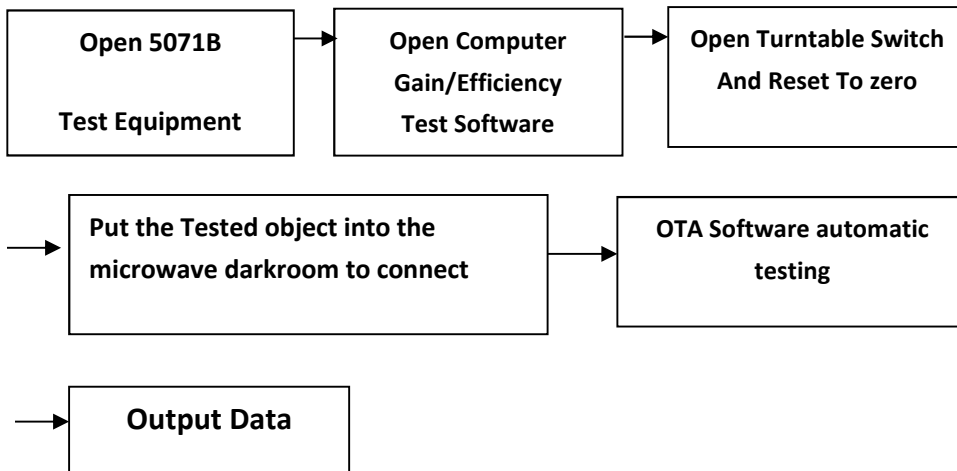 Open 5071B
Test Equipment
Open Computer
Gain/Efficiency
Test Software
Open Turntable Switch
And Reset To zero
Put the Tested object into the
microwave darkroom to connect
OTA Software automatic
testing
Output Data